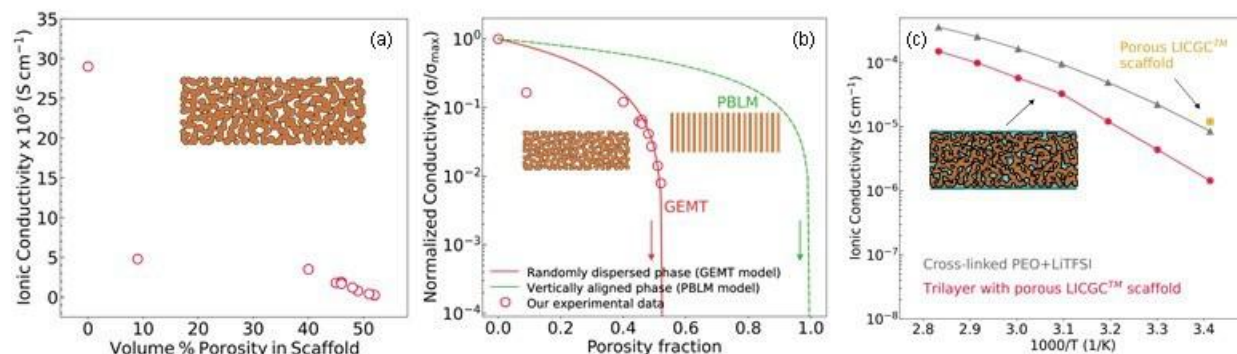 (a)
35
30
25
20
15
10
5
0
Ionic Conductivity x 10⁵ (S cm⁻¹)
0 10 20 30 40 50
Volume % Porosity in Scaffold
(b)
10⁰
10⁻¹
10⁻²
10⁻³
10⁻⁴
Normalized Conductivity (σ/σmax)
PBLM
GEMT
Randomly dispersed phase (GEMT model)
Vertically aligned phase (PBLM model)
Our experimental data
0.0 0.2 0.4 0.6 0.8 1.0
Porosity fraction
(c)
Porous LICGC™
scaffold
10⁻⁴
10⁻⁵
10⁻⁶
10⁻⁷
10⁻⁸
Ionic Conductivity (S cm⁻¹)
Cross-linked PEO+LiTFSI
Trilayer with porous LICGC™ scaffold
2.8 2.9 3.0 3.1 3.2 3.3 3.4
1000/T (1/K)